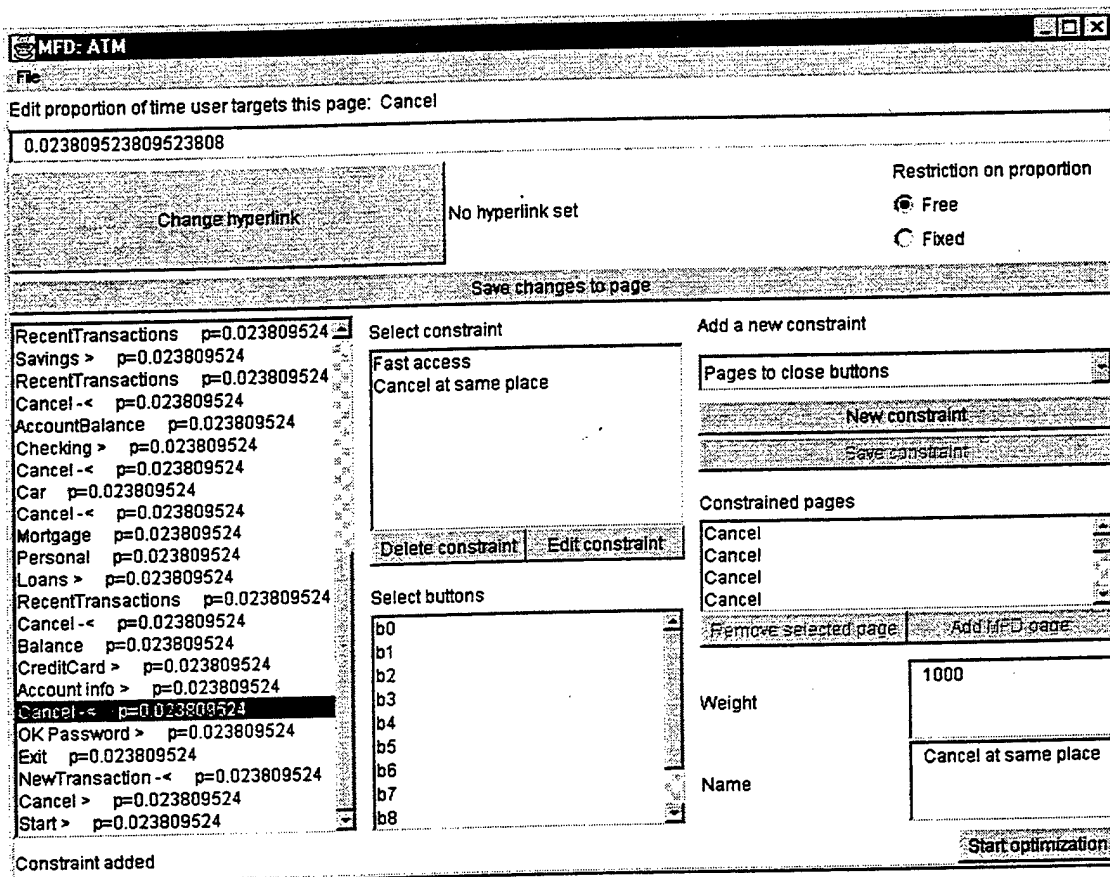 MFD: ATM
File
Edit proportion of time user targets this page: Cancel
0.023809523809523808
Change hyperlink
No hyperlink set
Restriction on proportion
Free
Fixed
Save changes to page
RecentTransactions p=0.023809524
Savings > p=0.023809524
RecentTransactions p=0.023809524
Cancel -< p=0.023809524
AccountBalance p=0.023809524
Checking > p=0.023809524
Cancel -< p=0.023809524
Car p=0.023809524
Cancel -< p=0.023809524
Mortgage p=0.023809524
Personal p=0.023809524
Loans > p=0.023809524
RecentTransactions p=0.023809524
Cancel -< p=0.023809524
Balance p=0.023809524
CreditCard > p=0.023809524
Account info > p=0.023809524
Cancel -< p=0.023809524
OK Password > p=0.023809524
Exit p=0.023809524
NewTransaction -< p=0.023809524
Cancel > p=0.023809524
Start > p=0.023809524
Select constraint
Fast access
Cancel at same place
Delete constraint
Edit constraint
Select buttons
b0
b1
b2
b3
b4
b5
b6
b7
b8
Add a new constraint
Pages to close buttons
New constraint
Save constraint
Constrained pages
Cancel
Cancel
Cancel
Cancel
Remove selected page
Add MFD page
Weight
1000
Name
Cancel at same place
Start optimization
Constraint added